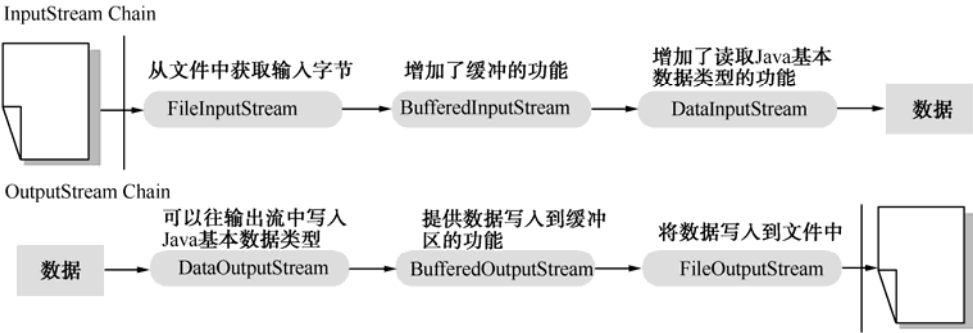 InputStream Chain
从文件中获取输入字节
增加了缓冲的功能
增加了读取Java基本
数据类型的功能
FileInputStream
BufferedInputStream
DataInputStream
数据
OutputStream Chain
可以往输出流中写入
Java基本数据类型
提供数据写入到缓冲
区的功能
将数据写入到文件中
数据
DataOutputStream
BufferedOutputStream
FileOutputStream